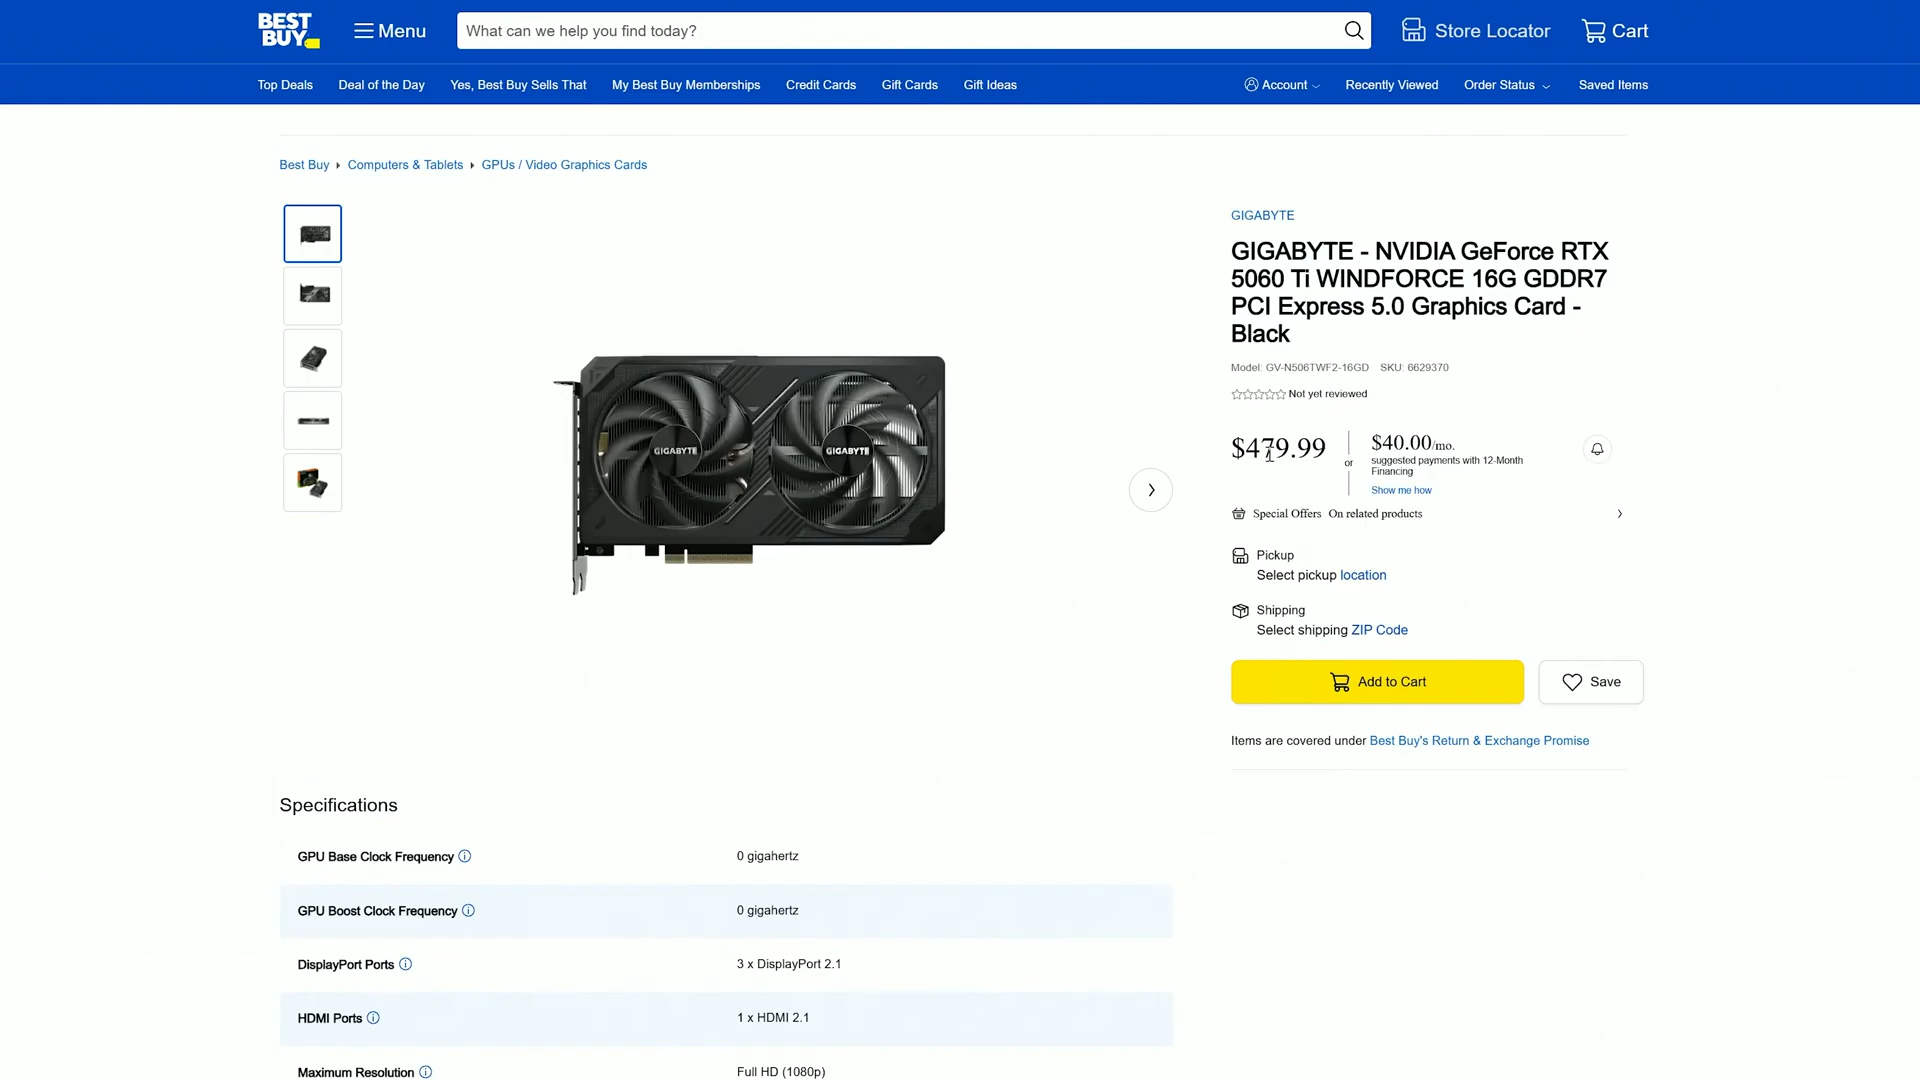 BEST BUY
Menu
What can we help you find today?
Store Locator
Cart
Top Deals
Deal of the Day
Yes, Best Buy Sells That
My Best Buy Memberships
Credit Cards
Gift Cards
Gift Ideas
Account
Recently Viewed
Order Status
Saved Items
Best Buy
Computers & Tablets
GPUs / Video Graphics Cards
GIGABYTE
GIGABYTE
GIGABYTE
GIGABYTE - NVIDIA GeForce RTX
5060 Ti WINDFORCE 16G GDDR7
PCI Express 5.0 Graphics Card -
Black
Model: GV-N506TWF2-16GD SKU: 6629370
Not yet reviewed
$479.99
or
$40.00/mo.
suggested payments with 12-Month
Financing
Show me how
Special Offers On related products
Pickup
Select pickup location
Shipping
Select shipping ZIP Code
Add to Cart
Save
Items are covered under Best Buy's Return & Exchange Promise
Specifications
GPU Base Clock Frequency
0 gigahertz
GPU Boost Clock Frequency
0 gigahertz
DisplayPort Ports
3 x DisplayPort 2.1
HDMI Ports
1 x HDMI 2.1
Maximum Resolution
Full HD (1080p)